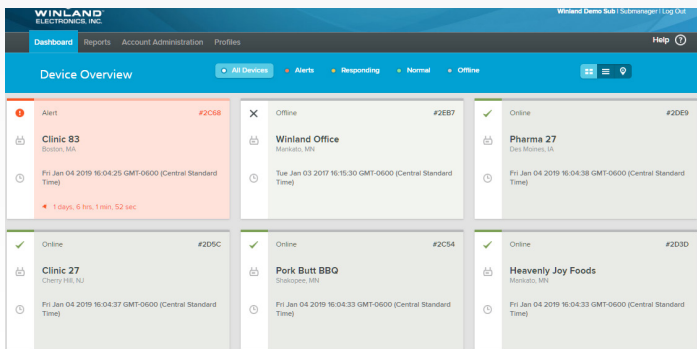 WINLAND
ELECTRONICS, INC.
Winland Demo Sub | Submanager | Log Out
Dashboard Reports Account Administration Profiles Help ?
Device Overview All Devices Alerts Responding Normal Offline
Alert #2C68
Clinic 83
Boston, MA
Fri Jan 04 2019 16:04:25 GMT-0600 (Central Standard
Time)
1 days, 6 hrs, 1 min, 52 sec
Offline #2EB7
Winland Office
Mankato, MN
Tue Jan 03 2017 16:15:30 GMT-0600 (Central Standard
Time)
Online #2DE9
Pharma 27
Des Moines, IA
Fri Jan 04 2019 16:04:38 GMT-0600 (Central Standard
Time)
Online #2D5C
Clinic 27
Cherry Hill, NJ
Fri Jan 04 2019 16:04:37 GMT-0600 (Central Standard
Time)
Online #2C54
Pork Butt BBQ
Shakopee, MN
Fri Jan 04 2019 16:04:33 GMT-0600 (Central Standard
Time)
Online #2D3D
Heavenly Joy Foods
Mankato, MN
Fri Jan 04 2019 16:04:33 GMT-0600 (Central Standard
Time)